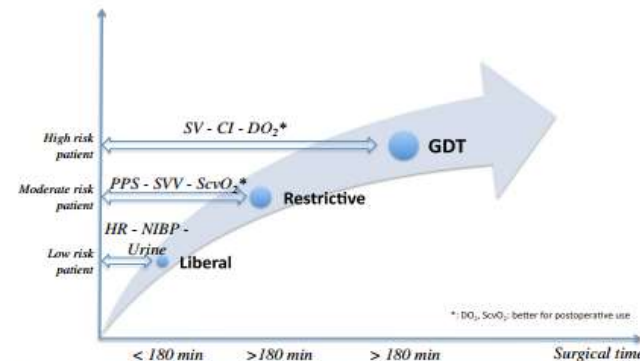 SV - CI - DO₂*
High risk
patient
GDT
PPS - SVV - ScvO₂*
Moderate risk
patient
Restrictive
HR - NIBP -
Urine
Low risk
patient
Liberal
*: DO₂, ScvO₂: better for postoperative use
< 180 min
>180 min
> 180 min
Surgical time